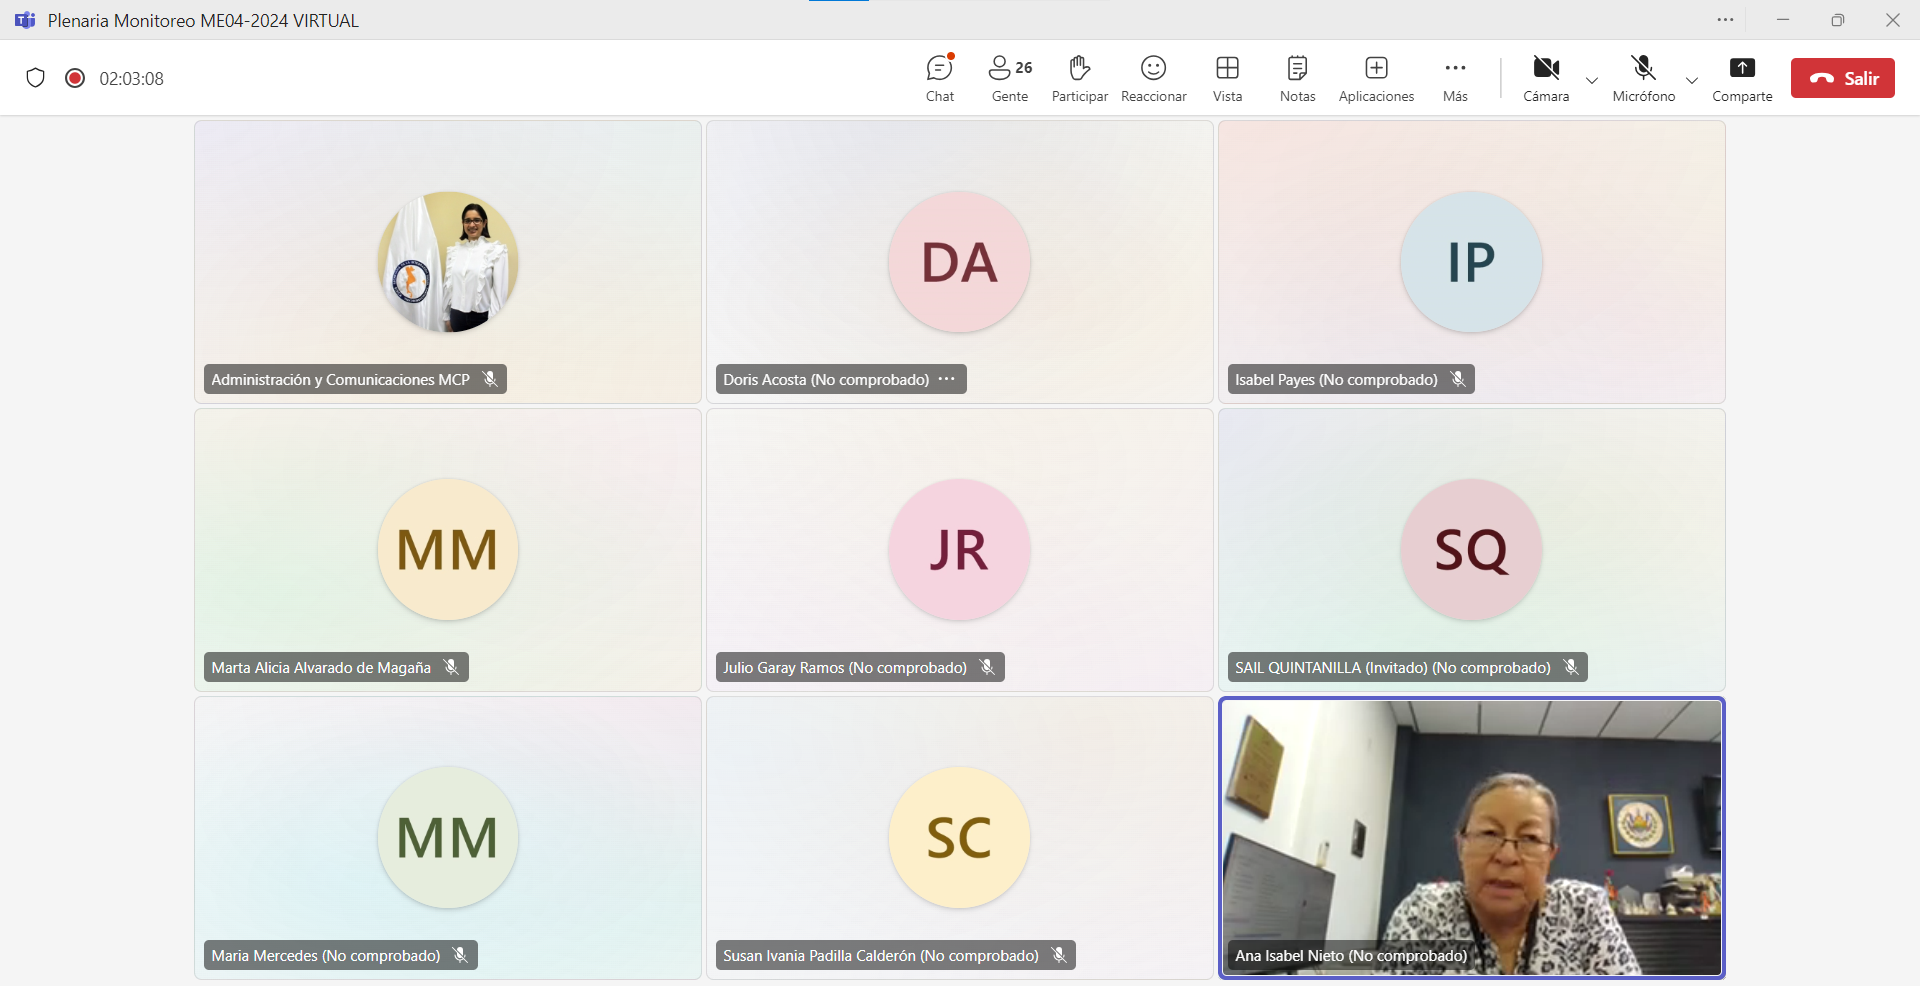 Plenaria Monitoreo ME04-2024 VIRTUAL
02:03:08
Chat
26
Gente
Participar
Reaccionar
Vista
Notas
Aplicaciones
Más
Cámara
Micrófono
Comparte
Salir
DA
IP
Administración y Comunicaciones MCP
Doris Acosta (No comprobado)
Isabel Payes (No comprobado)
MM
JR
SQ
Marta Alicia Alvarado de Magaña
Julio Garay Ramos (No comprobado)
SAIL QUINTANILLA (Invitado) (No comprobado)
MM
SC
Maria Mercedes (No comprobado)
Susan Ivania Padilla Calderón (No comprobado)
Ana Isabel Nieto (No comprobado)